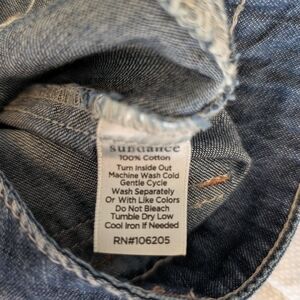 sundance
100% Cotton
Turn Inside Out
Machine Wash Cold
Gentle Cycle
Wash Separately
Or With Like Colors
Do Not Bleach
Tumble Dry Low
Cool Iron If Needed
RN#106205